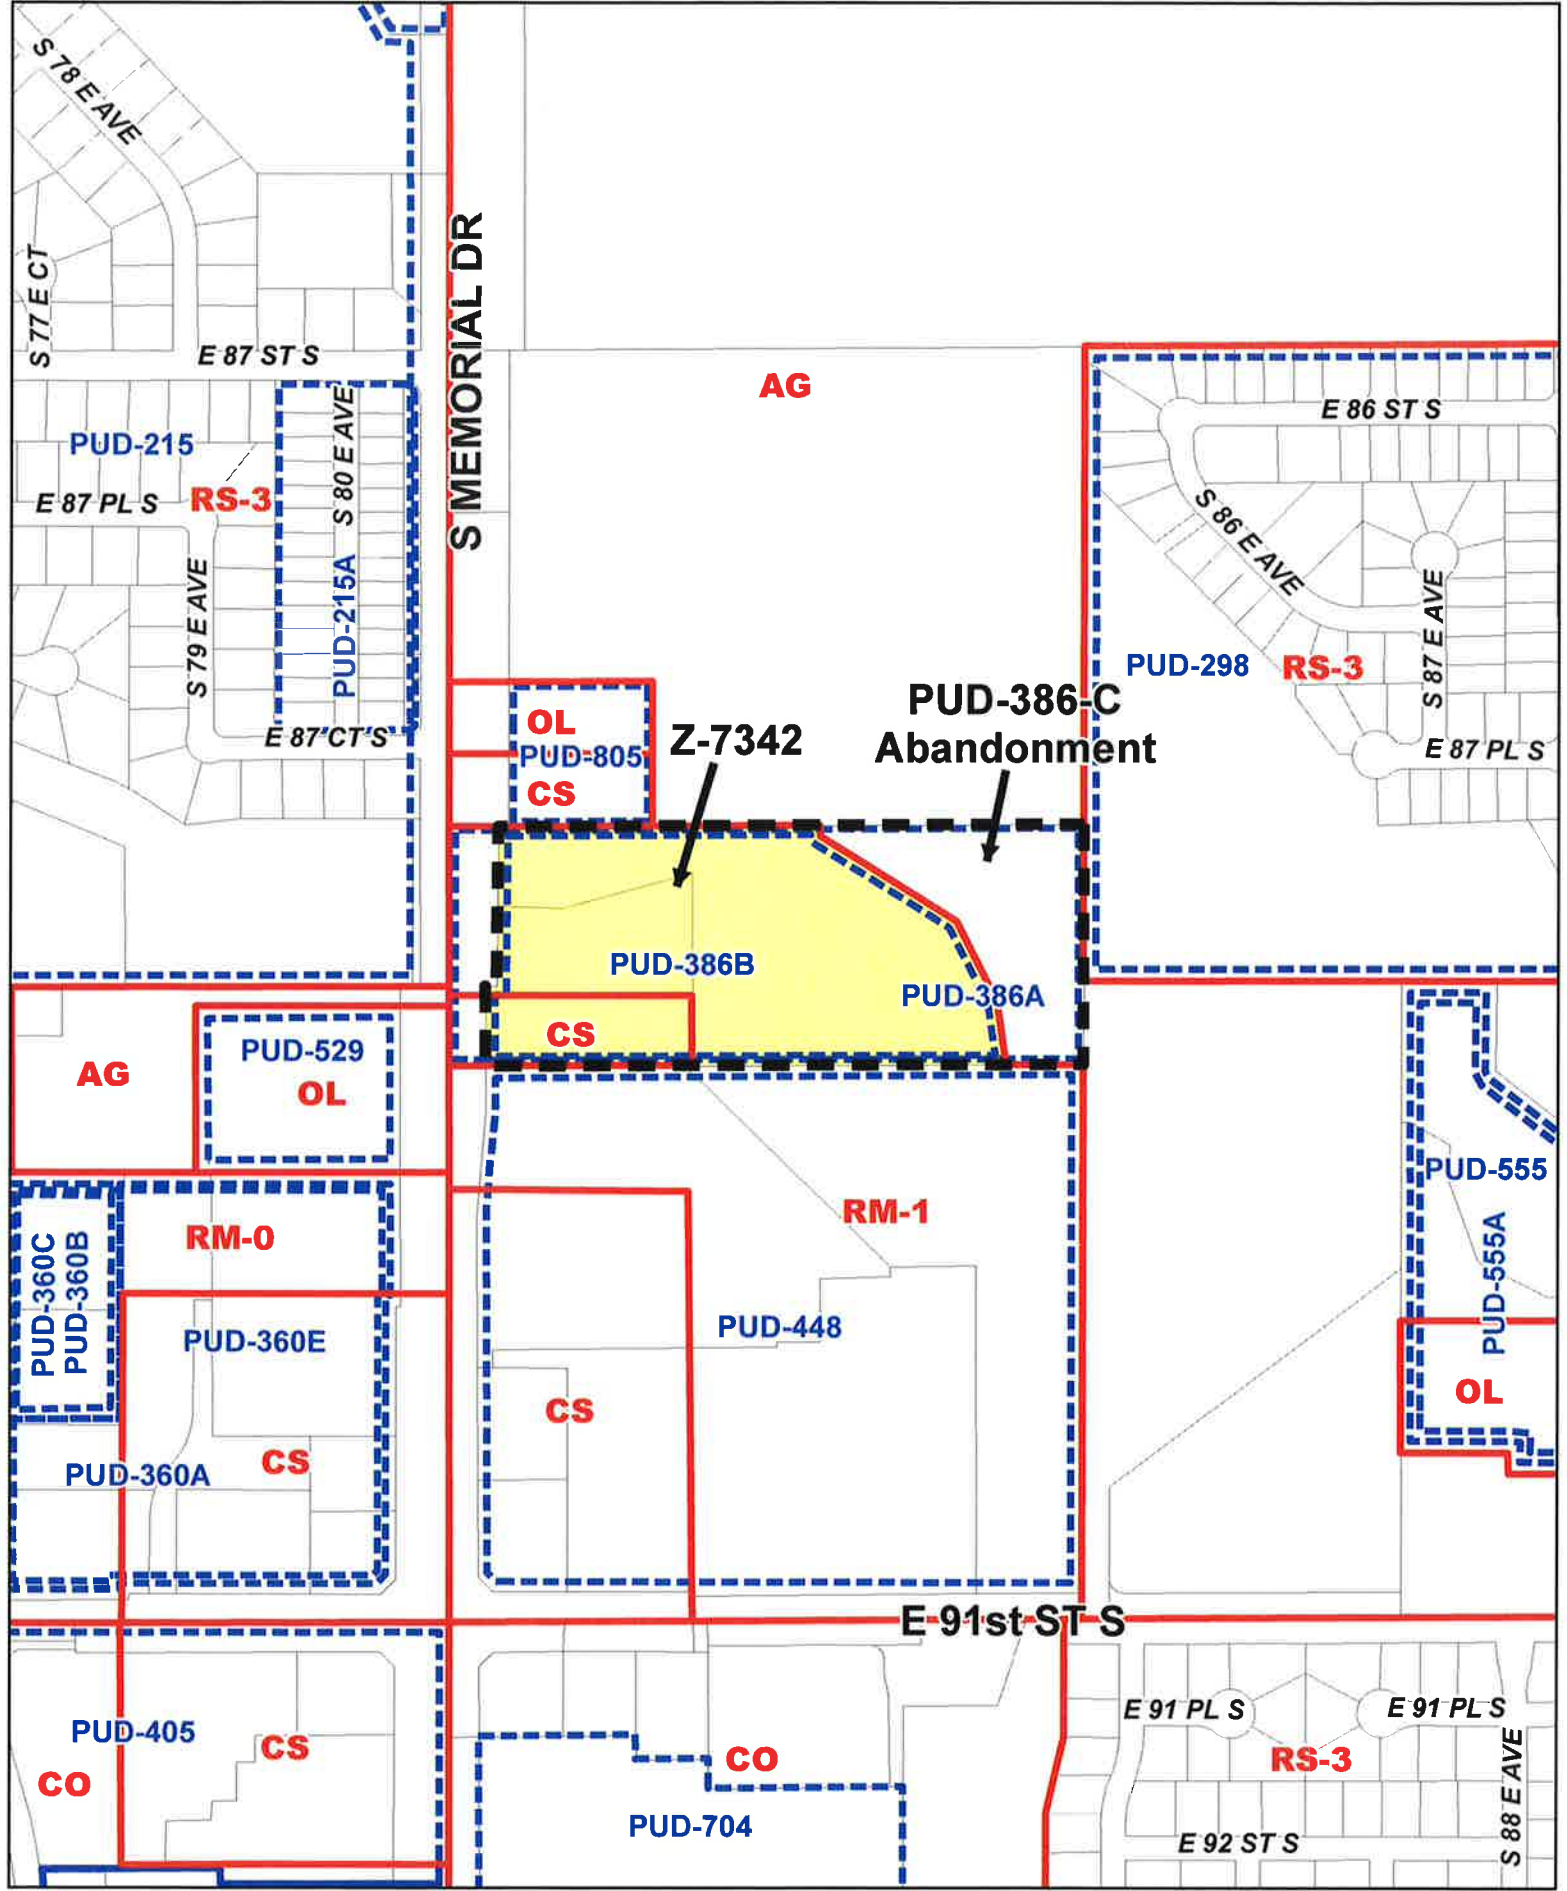 S 78 E AVE
S 77 E CT
E 87 ST S
S MEMORIAL DR
AG
E 86 ST S
PUD-215
S 80 E AVE
RS-3
E 87 PL S
S 86 E AVE
S 79 E AVE
PUD-215A
S 87 E AVE
PUD-298
RS-3
E 87 CT S
OL
PUD-805
CS
Z-7342
PUD-386-C
Abandonment
E 87 PL S
PUD-386B
PUD-386A
CS
AG
PUD-529
OL
PUD-555
RM-0
RM-1
PUD-360C
PUD-360B
PUD-555A
PUD-360E
PUD-448
OL
CS
CS
PUD-360A
E 91st ST S
E 91 PL S
E 91 PL S
PUD-405
CS
CO
CO
RS-3
S 88 E AVE
PUD-704
E 92 ST S